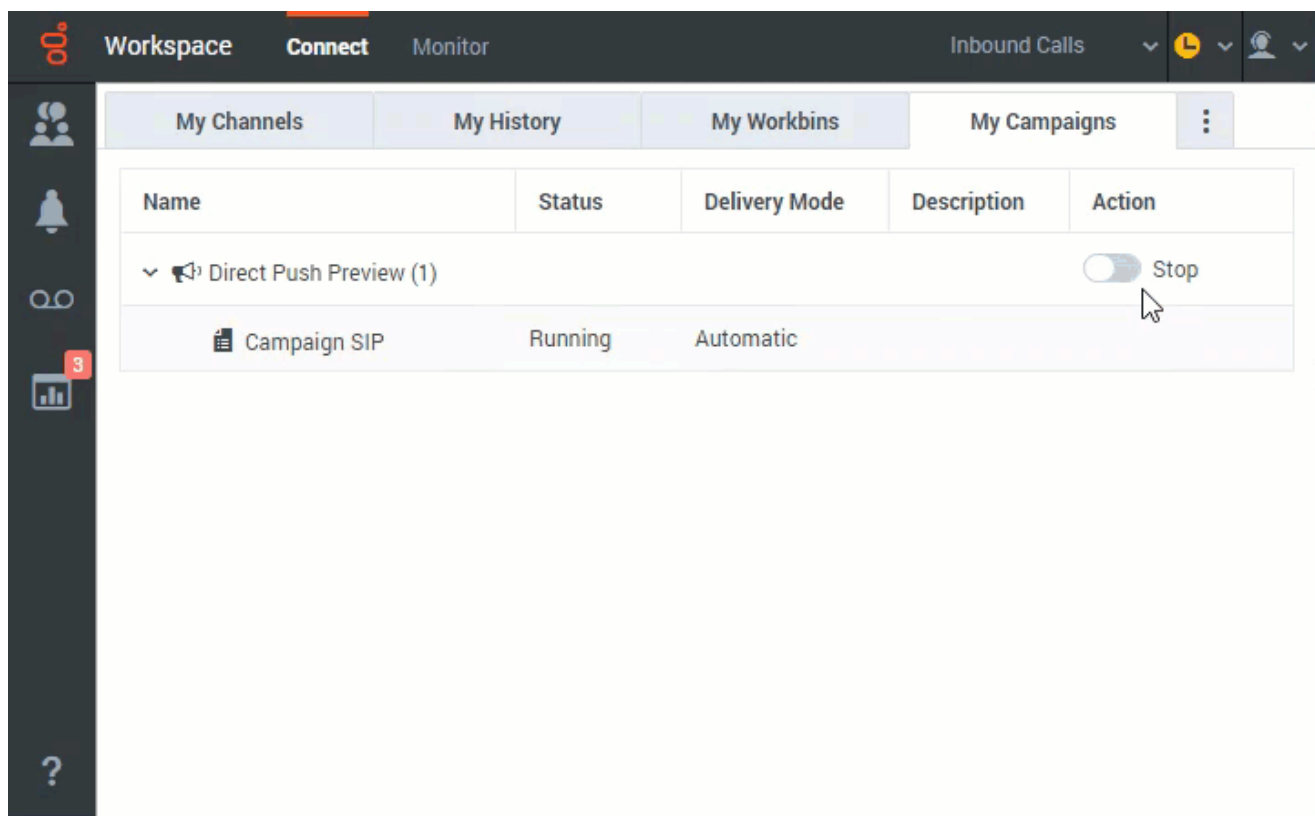 Workspace Connect Monitor Inbound Calls
My Channels My History My Workbins My Campaigns
Name Status Delivery Mode Description Action
Direct Push Preview (1) Stop
Campaign SIP Running Automatic
3
?